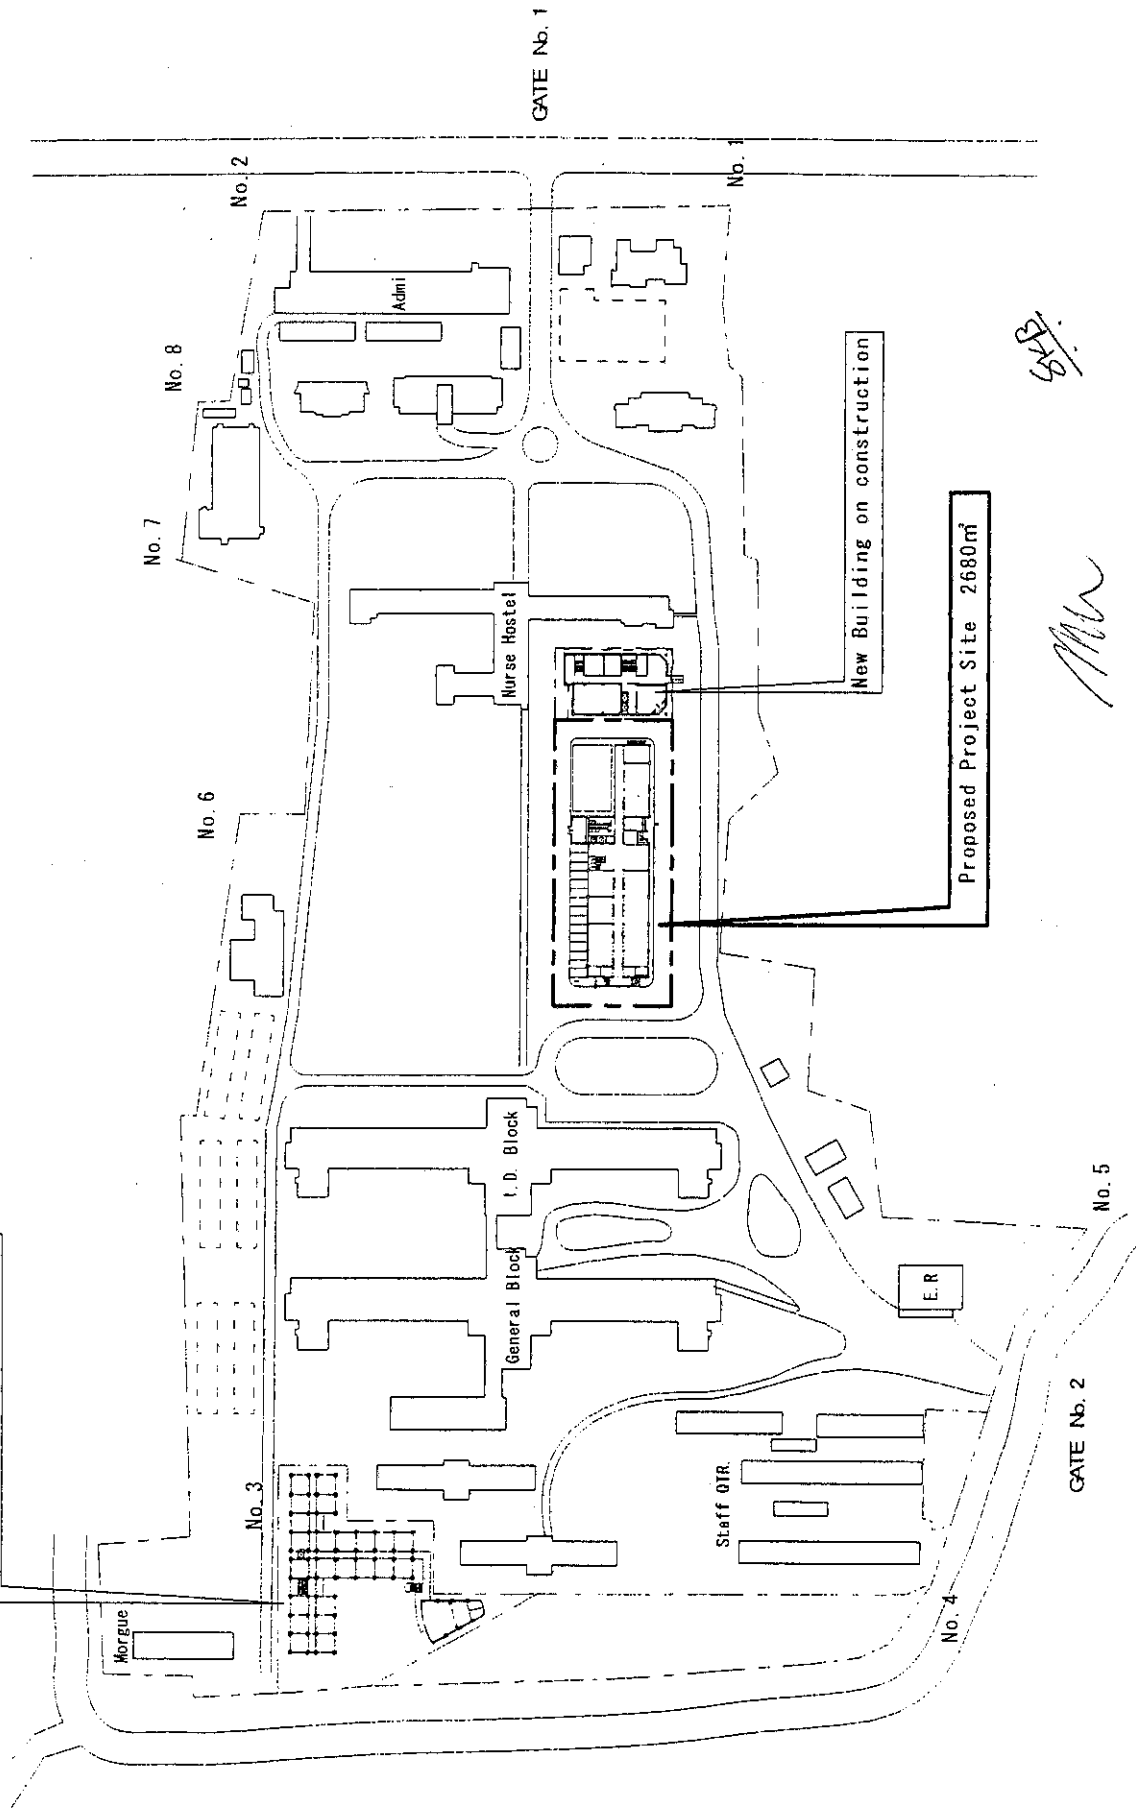 GATE No. 1
No. 2
No. 1
Admi
No. 8
No. 7
Nurse Hostel
New Building on construction
Proposed Project Site 2680㎡
No. 6
I.D. Block
General Block
No. 5
E.R
GATE No. 2
No. 3
Staff QTR.
Morgue
No. 4